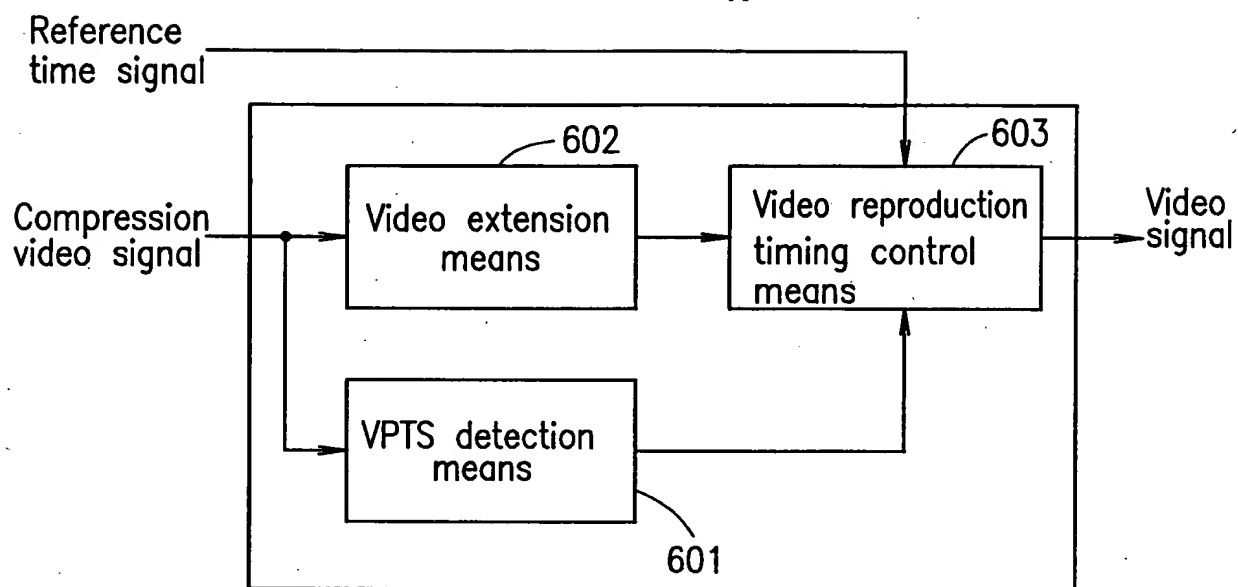 Reference
time signal
602
603
Compression
video signal
Video extension
means
Video reproduction
timing control
means
Video
signal
VPTS detection
means
601